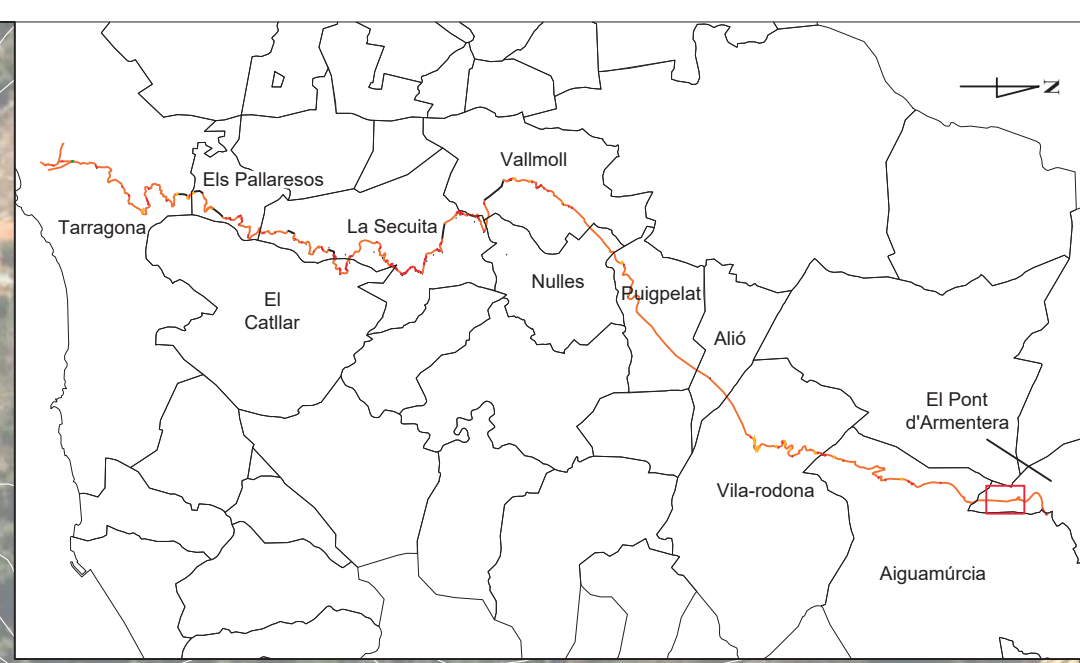 N
Vallmoll
Els Pallaresos
Tarragona
La Secuita
Nulles
Puigpelat
El
Catllar
Alió
El Pont
d'Armentera
Vila-rodona
Aiguamúrcia